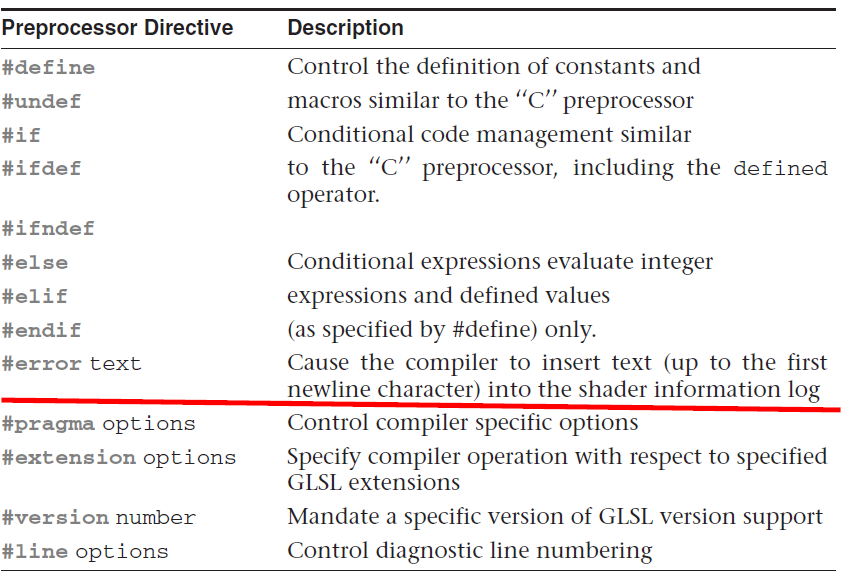 Preprocessor Directive Description
#define Control the definition of constants and
#undef macros similar to the “C” preprocessor
#if Conditional code management similar
#ifdef to the “C” preprocessor, including the defined
operator.
#ifndef
#else Conditional expressions evaluate integer
#elif expressions and defined values
#endif (as specified by #define) only.
#error text Cause the compiler to insert text (up to the first
newline character) into the shader information log
#pragma options Control compiler specific options
#extension options Specify compiler operation with respect to specified
GLSL extensions
#version number Mandate a specific version of GLSL version support
#line options Control diagnostic line numbering